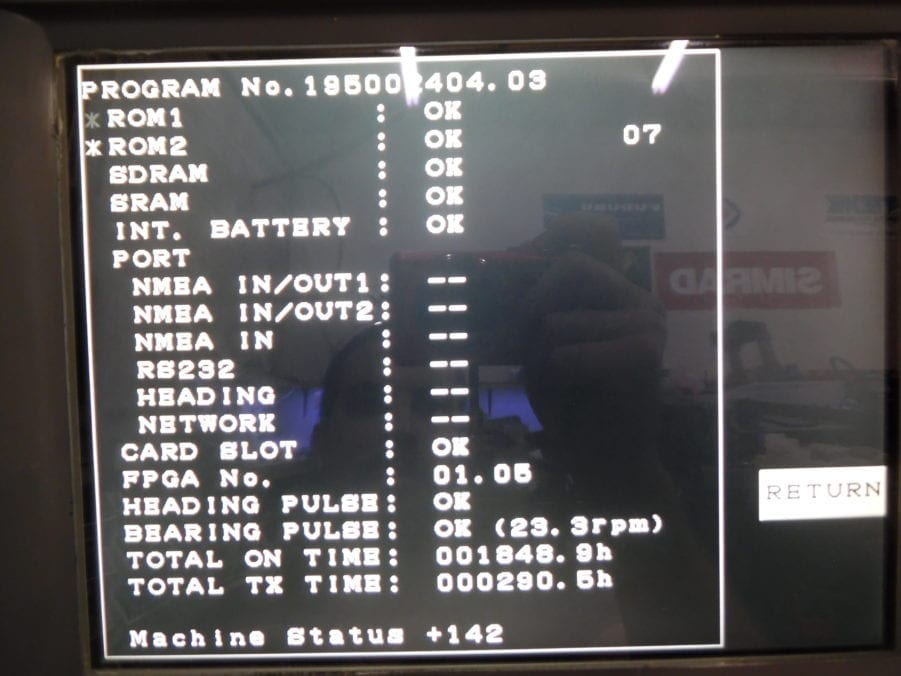 PROGRAM No.195002404.03
*ROM1 : OK
*ROM2 : OK 07
SDRAM : OK
SRAM : OK
INT. BATTERY : OK
PORT
NMEA IN/OUT1: --
NMEA IN/OUT2: --
NMEA IN : --
RS232 : --
HEADING : --
NETWORK : --
CARD SLOT : OK
FPGA No. : 01.05
HEADING PULSE: OK
BEARING PULSE: OK (23.3rpm)
TOTAL ON TIME: 001848.9h
TOTAL TX TIME: 000290.5h
Machine Status +142
RETURN
SIMRAD